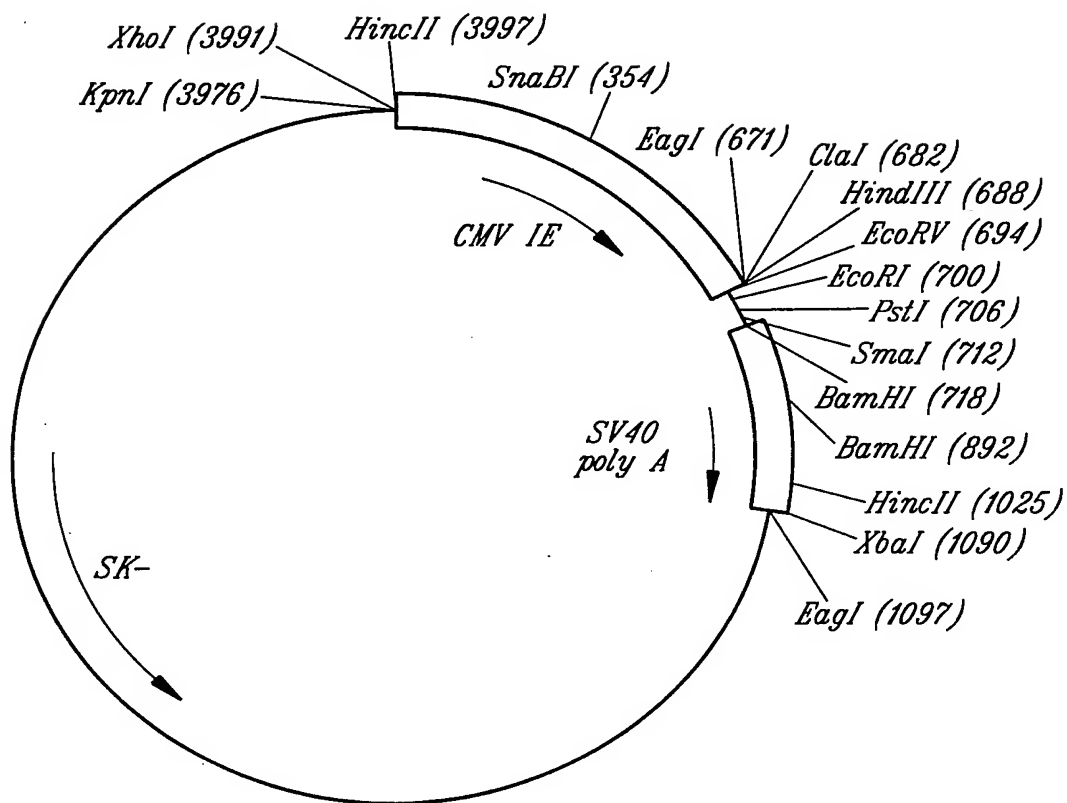 XhoI (3991)
HincII (3997)
KpnI (3976)
SnaBI (354)
EagI (671)
ClaI (682)
HindIII (688)
EcoRV (694)
EcoRI (700)
PstI (706)
SmaI (712)
BamHI (718)
BamHI (892)
HincII (1025)
XbaI (1090)
EagI (1097)
CMV IE
SV40
poly A
SK-